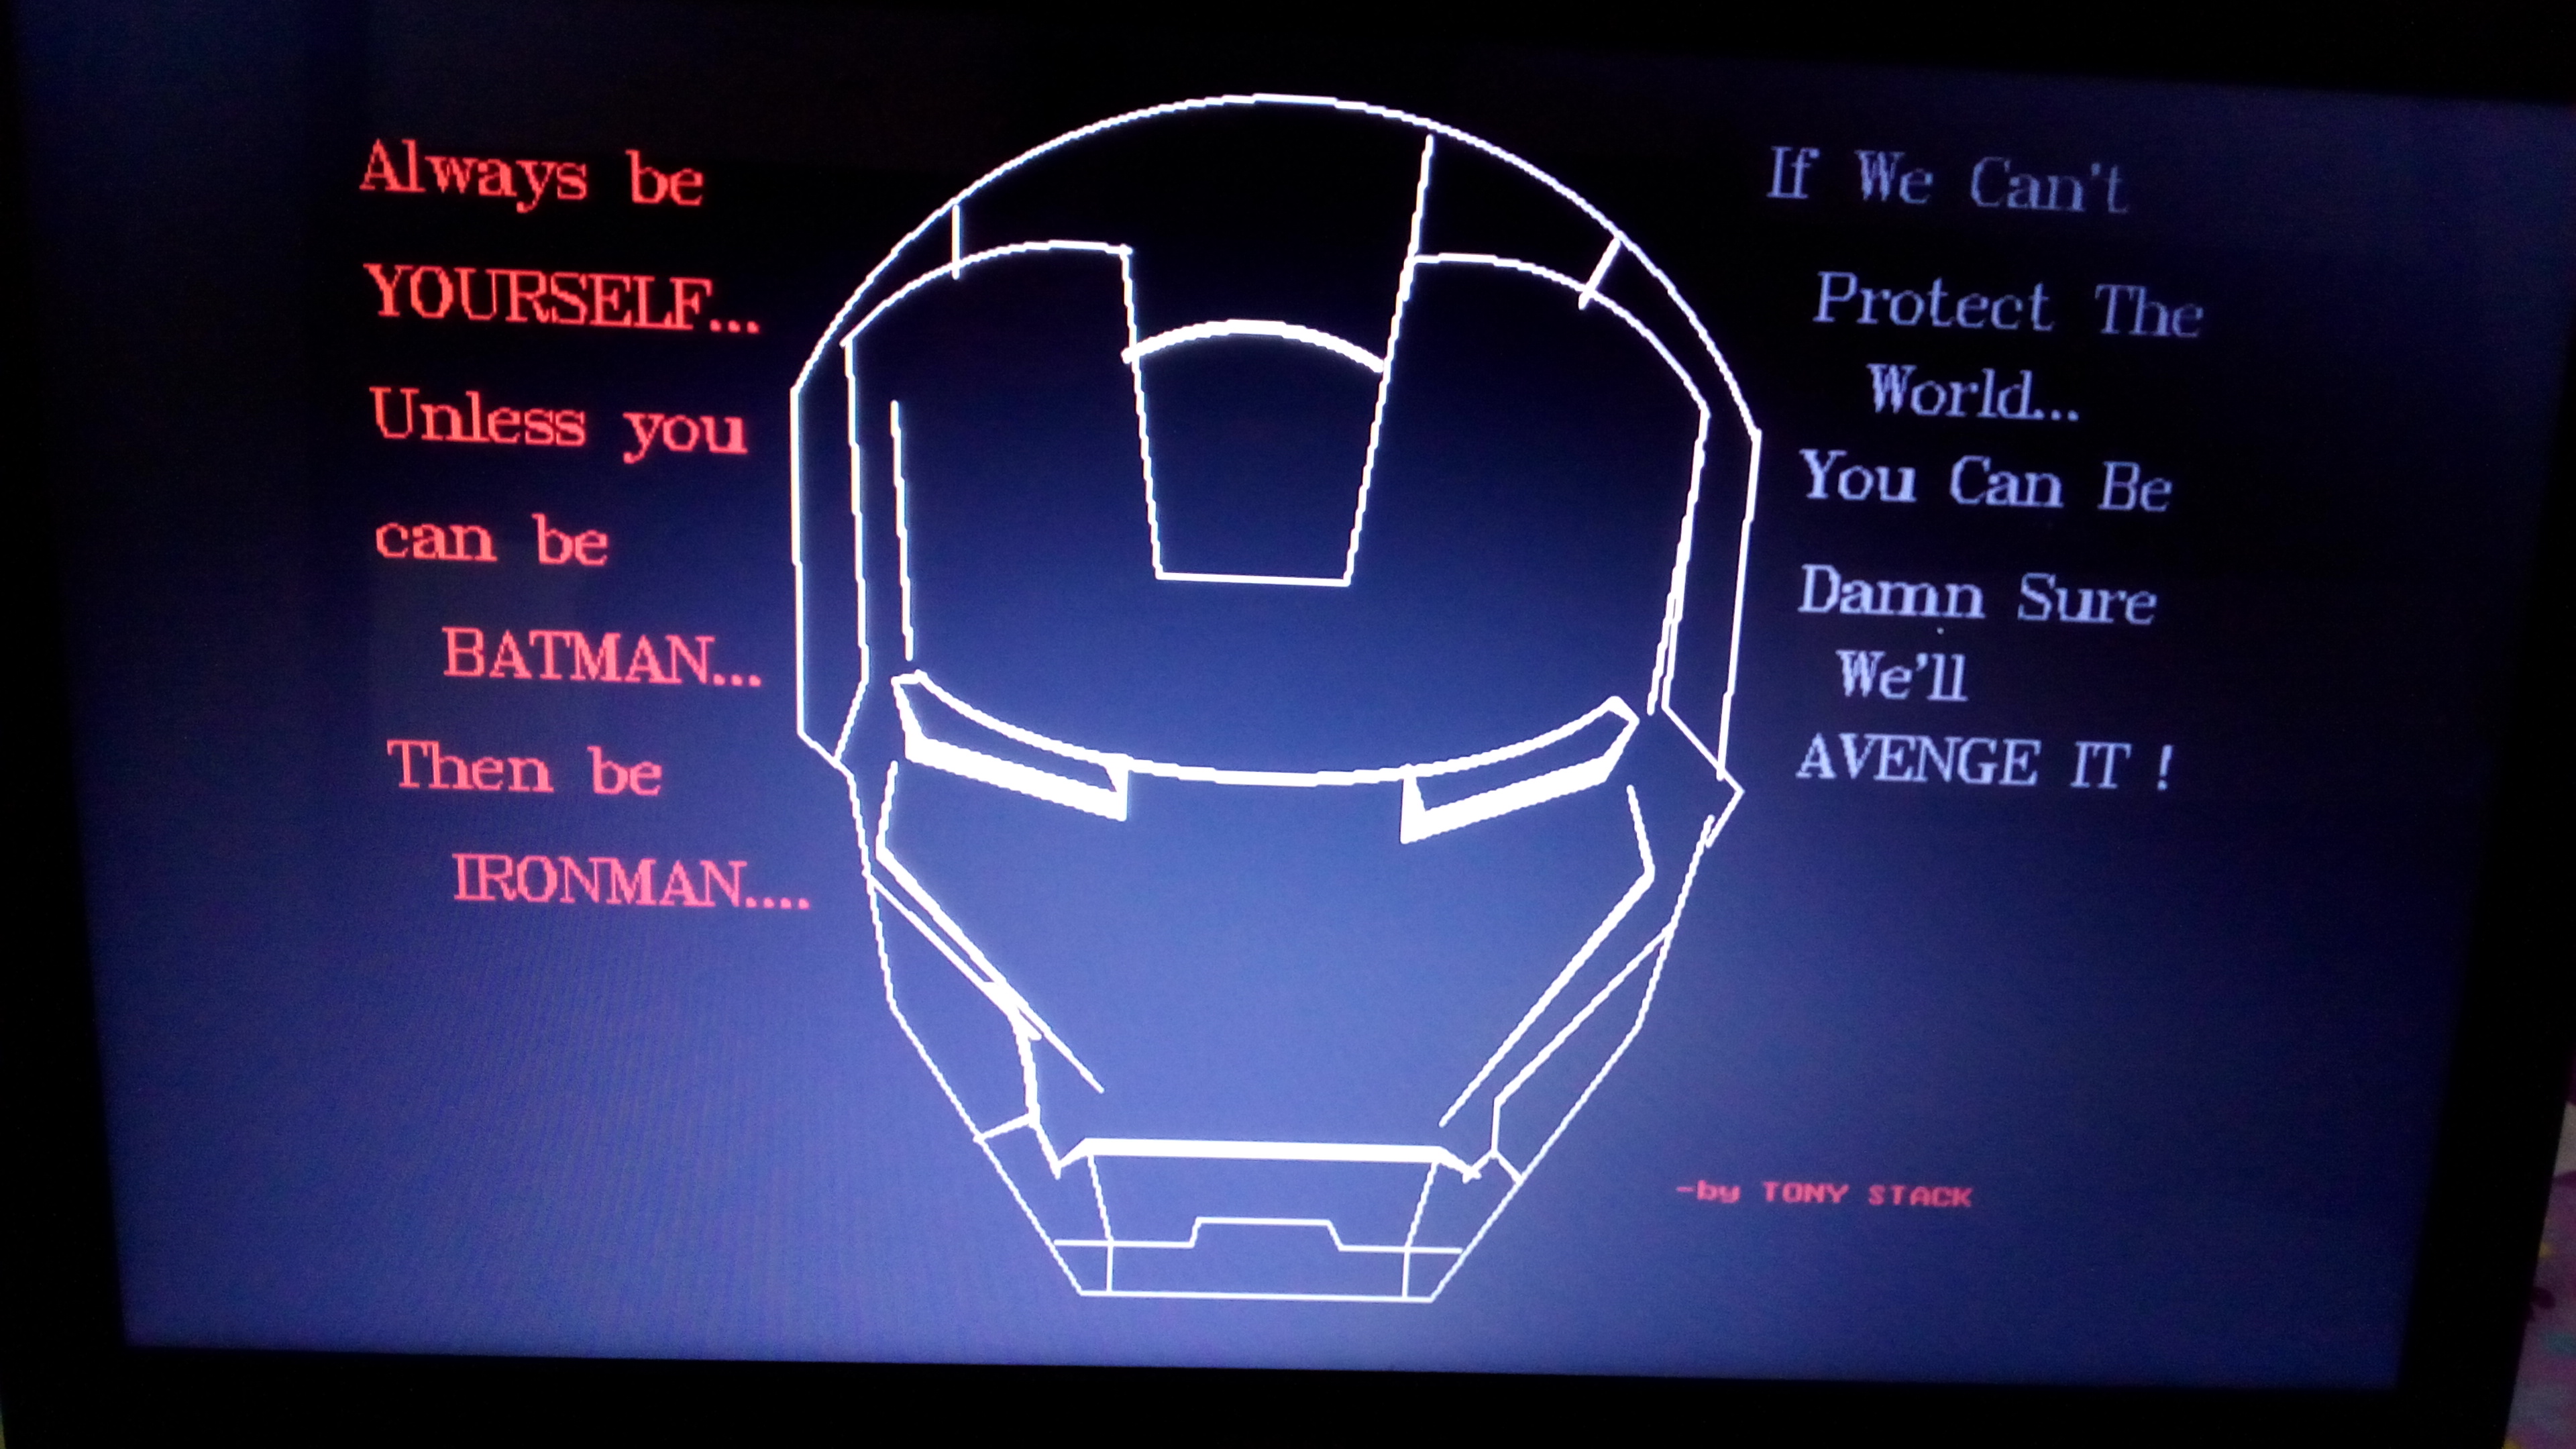 Always be
YOURSELF...
Unless you
can be
BATMAN...
Then be
IRONMAN....
If We Can't
Protect The
World...
You Can Be
Damn Sure
We'll
AVENGE IT !
-by TONY STACK